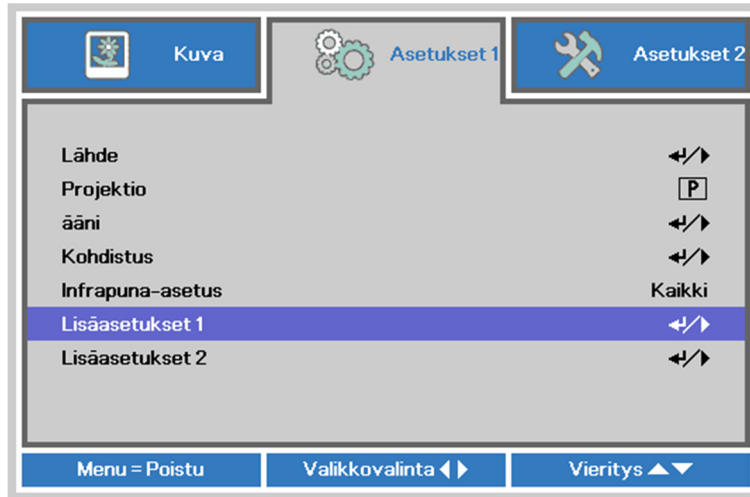 Kuva
Asetukset 1
Asetukset 2
Lähde
Projektio P
ääni
Kohdistus
Infrapuna-asetus Kaikki
Lisäasetukset 1
Lisäasetukset 2
Menu = Poistu
Valikkovalinta
Vieritys